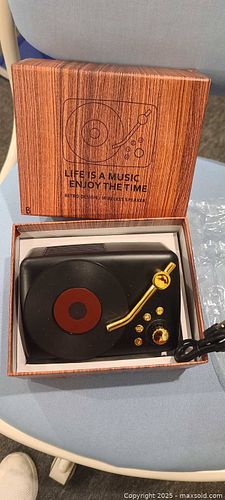 LIFE IS A MUSIC
ENJOY THE TIME
RETRO DESIGN / WIRELESS SPEAKER
Copyright 2025 - maxsold.com